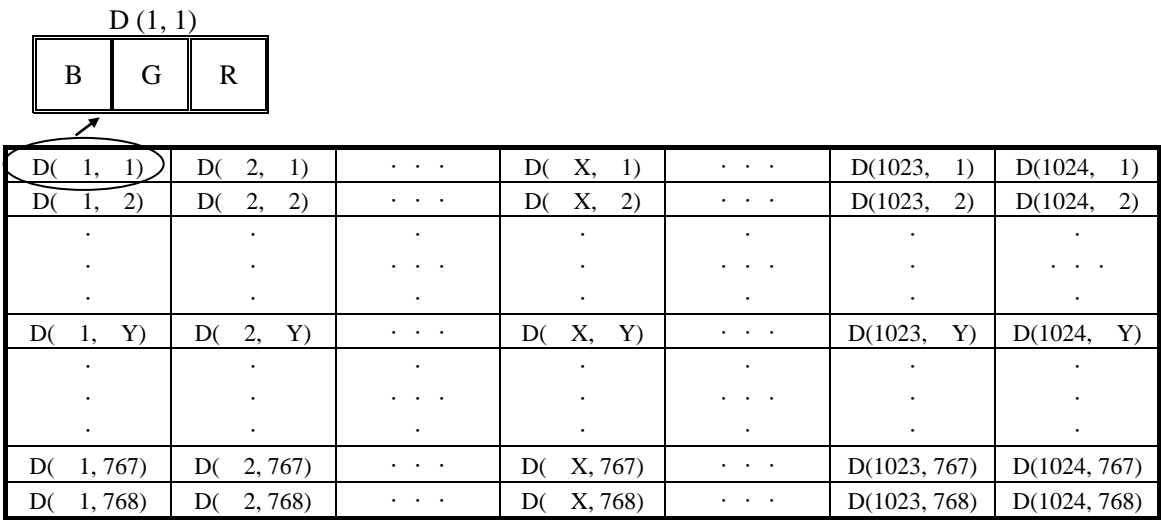 D (1, 1)
B G R
D( 1, 1) D( 2, 1) · · · D( X, 1) · · · D(1023, 1) D(1024, 1)
D( 1, 2) D( 2, 2) · · · D( X, 2) · · · D(1023, 2) D(1024, 2)
· · · · · · ·
· · · · · · · · · · · · ·
· · · · · · ·
D( 1, Y) D( 2, Y) · · · D( X, Y) · · · D(1023, Y) D(1024, Y)
· · · · · · ·
· · · · · · · · · · ·
· · · · · · ·
D( 1, 767) D( 2, 767) · · · D( X, 767) · · · D(1023, 767) D(1024, 767)
D( 1, 768) D( 2, 768) · · · D( X, 768) · · · D(1023, 768) D(1024, 768)